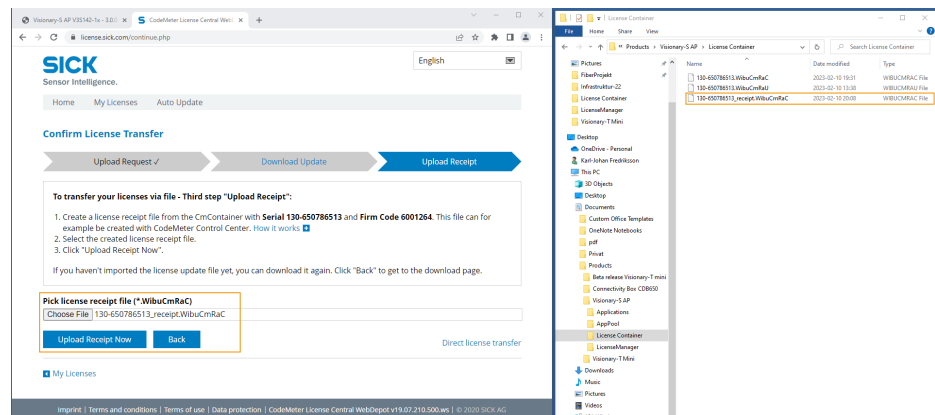 Visionary-S AP V3S142-1x - 3.0.0
CodeMeter License Central Web
license.sick.com/continue.php
SICK
Sensor Intelligence.
English
Home My Licenses Auto Update
Confirm License Transfer
Upload Request ✓ Download Update Upload Receipt
To transfer your licenses via file - Third step "Upload Receipt":
1. Create a license receipt file from the CmContainer with Serial 130-650786513 and Firm Code 6001264. This file can for
example be created with CodeMeter Control Center. How it works
2. Select the created license receipt file.
3. Click "Upload Receipt Now".
If you haven't imported the license update file yet, you can download it again. Click "Back" to get to the download page.
Pick license receipt file (*.WibuCmRaC)
Choose File 130-650786513_receipt.WibuCmRaC
Upload Receipt Now Back
Direct license transfer
My Licenses
Imprint | Terms and conditions | Terms of use | Data protection | CodeMeter License Central WebDepot v19.07.210.500.ws | © 2020 SICK AG
License Container
File Home Share View
« Products › Visionary-S AP › License Container
Search License Container
Name Date modified Type
130-650786513.WibuCmRaC 2023-02-10 19:31 WIBUCMRAC File
130-650786513.WibuCmRaU 2023-02-10 13:38 WIBUCMRAU File
130-650786513_receipt.WibuCmRaC 2023-02-10 20:08 WIBUCMRAC File
Pictures
FiberProjekt
Infrastruktur-22
License Container
LicenseManager
Visionary-T Mini
Desktop
OneDrive - Personal
Karl-Johan Fredriksson
This PC
3D Objects
Desktop
Documents
Custom Office Templates
OneNote Notebooks
pdf
Privat
Products
Beta release Visionary-T mini
Connectivity Box CDB650
Visionary-S AP
Applications
AppPool
License Container
LicenseManager
Visionary-T Mini
Downloads
Music
Pictures
Videos